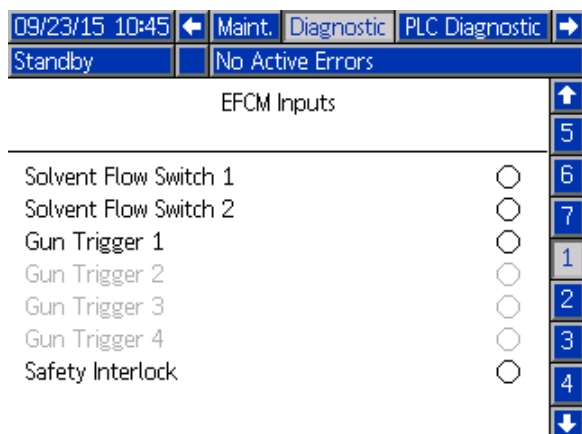 09/23/15 10:45 Maint. Diagnostic PLC Diagnostic
Standby No Active Errors
EFCM Inputs
5
Solvent Flow Switch 1 6
Solvent Flow Switch 2 7
Gun Trigger 1
Gun Trigger 2 1
Gun Trigger 3 2
Gun Trigger 4 3
Safety Interlock 4